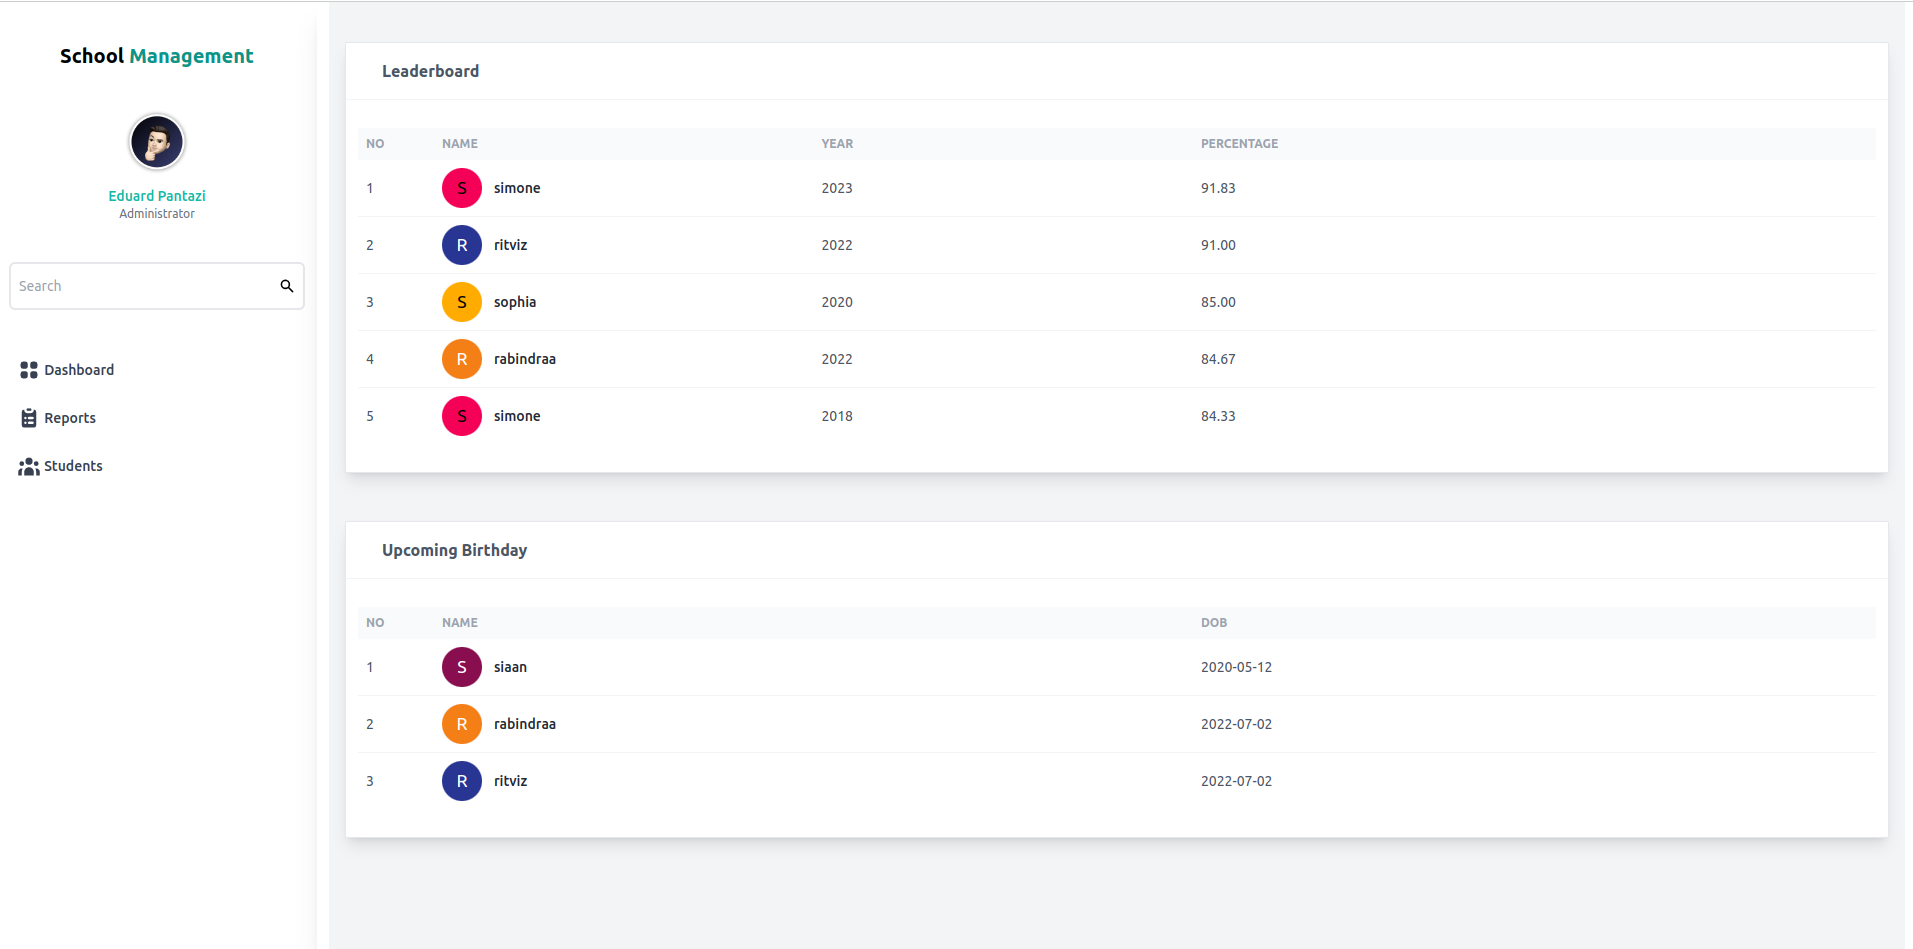 School Management
Eduard Pantazi
Administrator
Search
Dashboard
Reports
Students
Leaderboard
NO NAME YEAR PERCENTAGE
1 S simone 2023 91.83
2 R ritviz 2022 91.00
3 S sophia 2020 85.00
4 R rabindraa 2022 84.67
5 S simone 2018 84.33
Upcoming Birthday
NO NAME DOB
1 S siaan 2020-05-12
2 R rabindraa 2022-07-02
3 R ritviz 2022-07-02